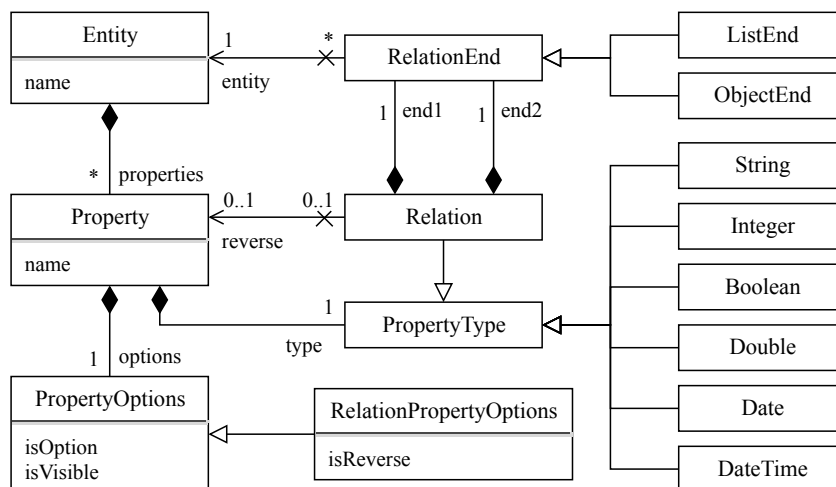 Entity
name
1
*
entity
RelationEnd
ListEnd
ObjectEnd
1
end1
1
end2
*
properties
Property
name
0..1
0..1
reverse
Relation
String
Integer
Boolean
Double
Date
DateTime
1
type
PropertyType
1
options
PropertyOptions
isOption
isVisible
RelationPropertyOptions
isReverse